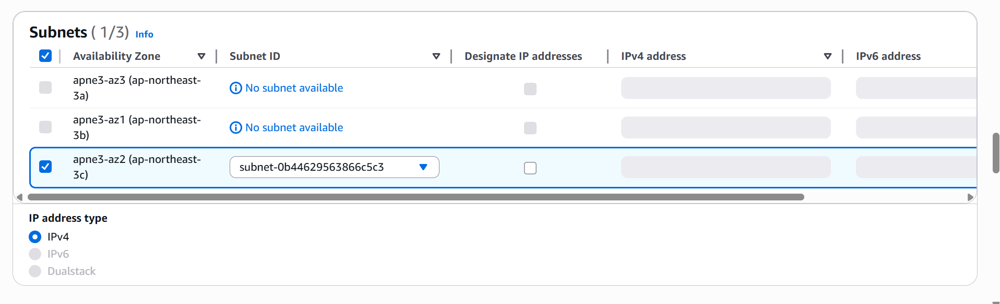 Subnets ( 1/3) Info
Availability Zone Subnet ID Designate IP addresses IPv4 address IPv6 address
apne3-az3 (ap-northeast-
3a)
No subnet available
apne3-az1 (ap-northeast-
3b)
No subnet available
apne3-az2 (ap-northeast-
3c)
subnet-0b44629563866c5c3
IP address type
IPv4
IPv6
Dualstack